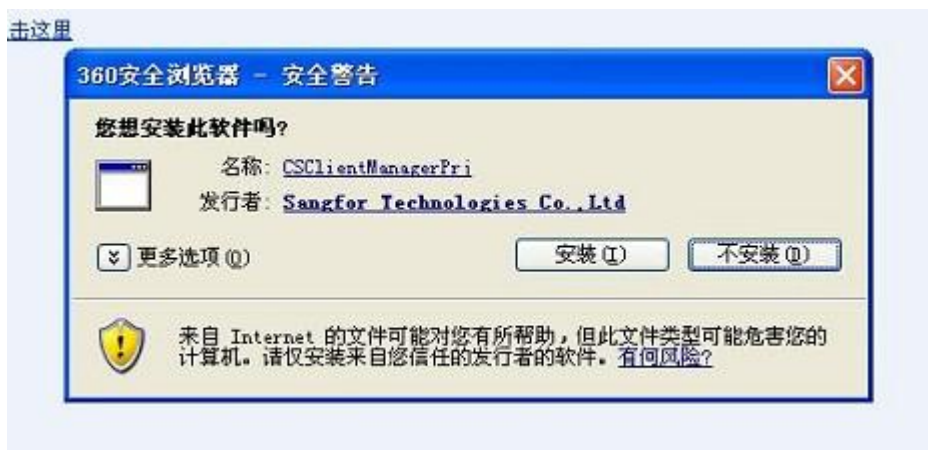 击这里
360安全浏览器 - 安全警告
您想安装此软件吗?
名称: CSClientManagerPri
发行者: Sangfor Technologies Co.,Ltd
更多选项(O)
安装(I)
不安装(D)
来自 Internet 的文件可能对您有所帮助，但此文件类型可能危害您的
计算机。请仅安装来自您信任的发行者的软件。有何风险?